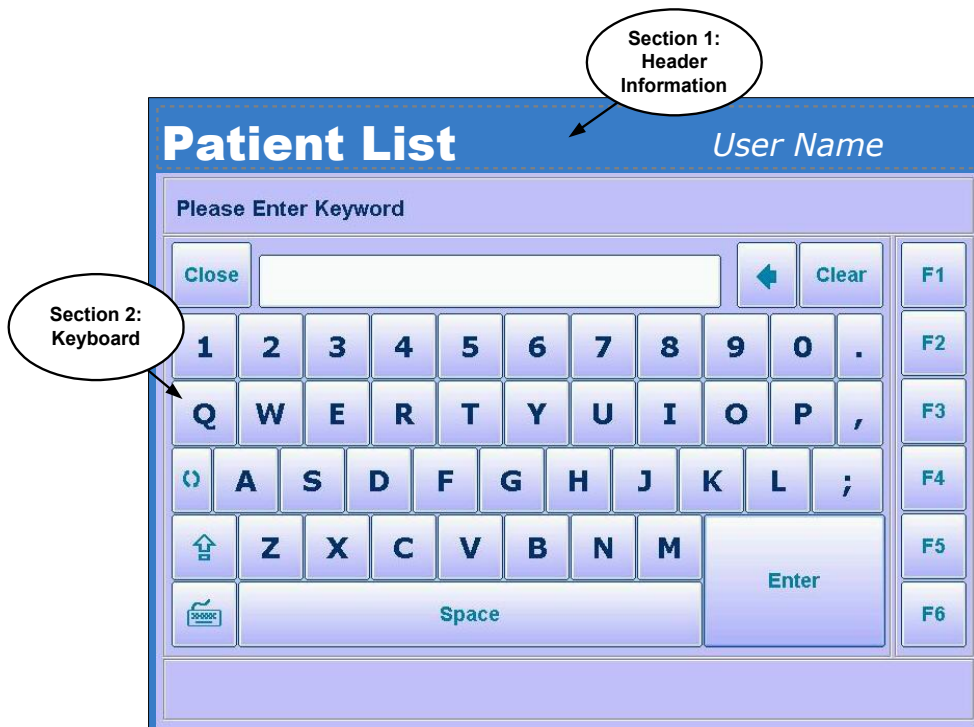 Section 1:
Header
Information
Patient List User Name
Please Enter Keyword
Close Clear F1
Section 2:
Keyboard
1 2 3 4 5 6 7 8 9 0 . F2
Q W E R T Y U I O P , F3
() A S D F G H J K L ; F4
Z X C V B N M F5
Enter
Space F6